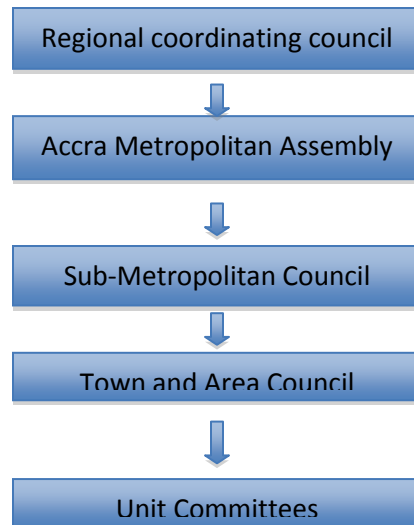 Regional coordinating council
Accra Metropolitan Assembly
Sub-Metropolitan Council
Town and Area Council
Unit Committees